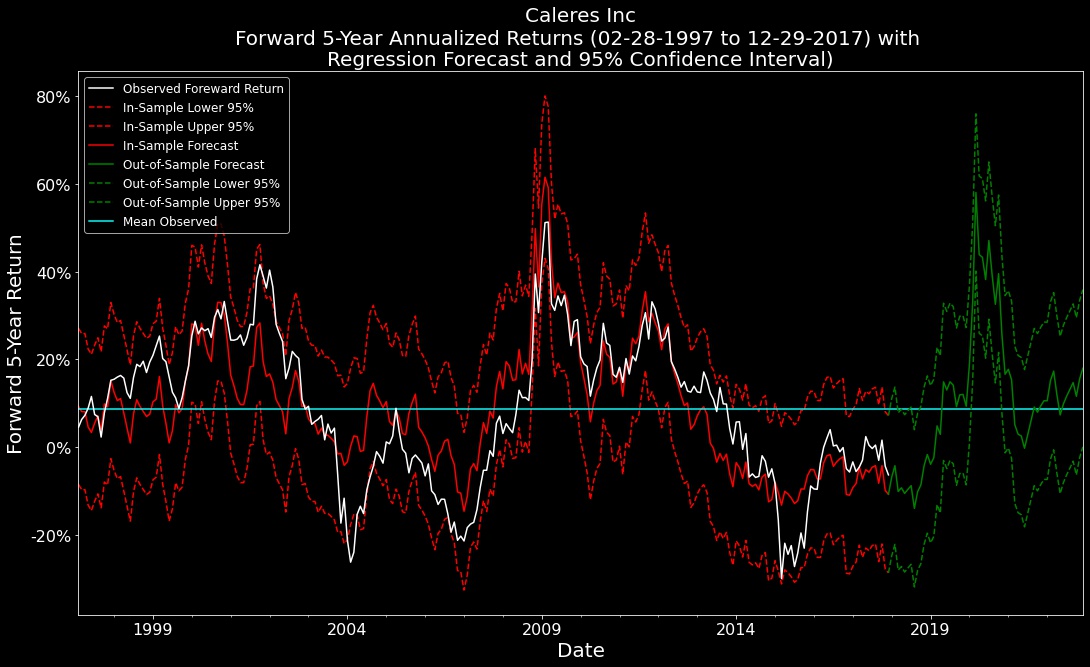 Caleres Inc
Forward 5-Year Annualized Returns (02-28-1997 to 12-29-2017) with
Regression Forecast and 95% Confidence Interval)
Observed Foreward Return
In-Sample Lower 95%
In-Sample Upper 95%
In-Sample Forecast
Out-of-Sample Forecast
Out-of-Sample Lower 95%
Out-of-Sample Upper 95%
Mean Observed
Forward 5-Year Return
80%
60%
40%
20%
0%
-20%
1999 2004 2009 2014 2019
Date